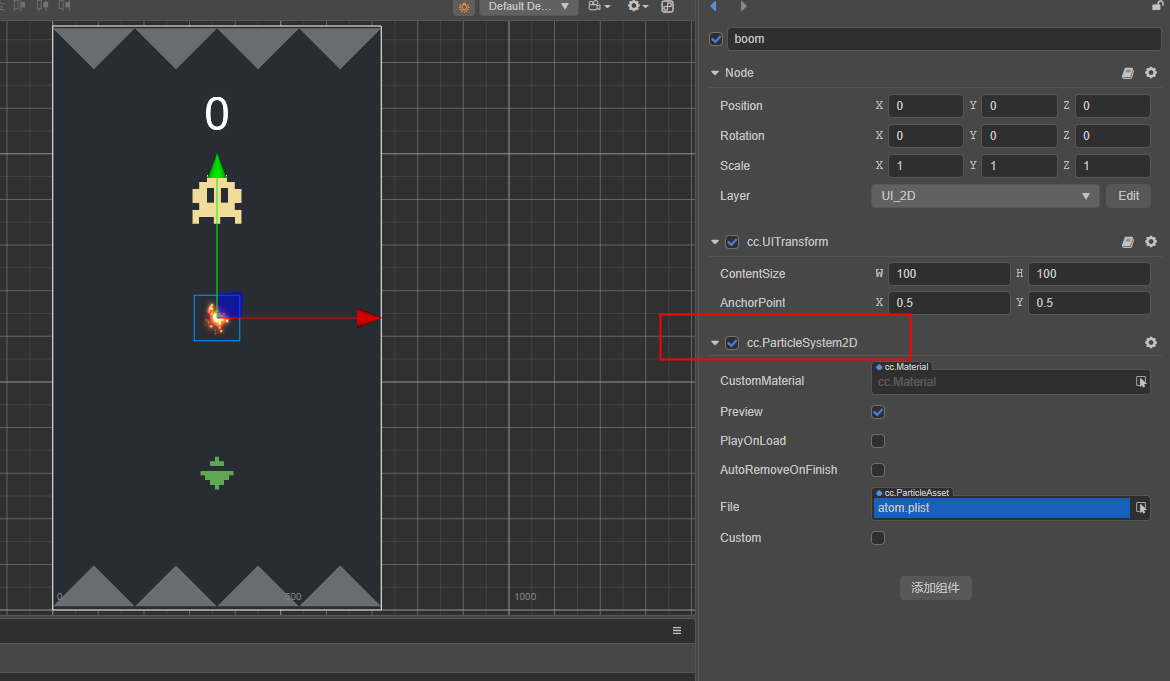 Default De...
0
0
500
1000
boom
Node
Position X 0 Y 0 Z 0
Rotation X 0 Y 0 Z 0
Scale X 1 Y 1 Z 1
Layer UI_2D Edit
cc.UITransform
ContentSize W 100 H 100
AnchorPoint X 0.5 Y 0.5
cc.ParticleSystem2D
cc.Material
CustomMaterial cc.Material
Preview
PlayOnLoad
AutoRemoveOnFinish
cc.ParticleAsset
File atom.plist
Custom
添加组件